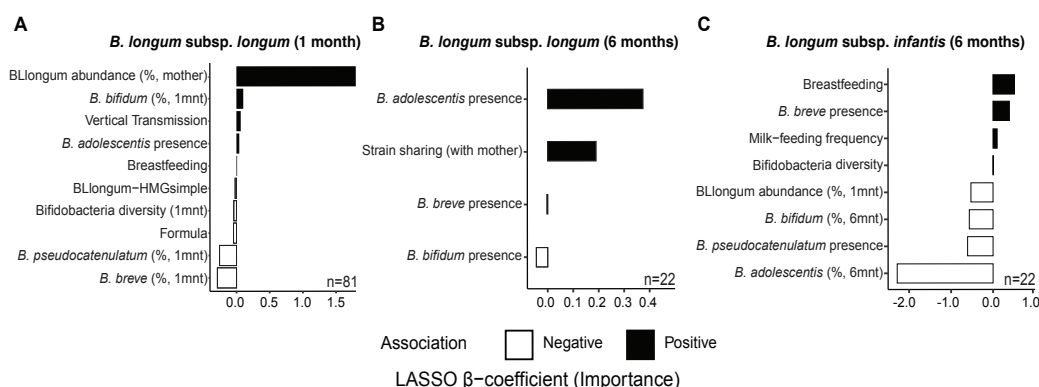 A
B. longum subsp. longum (1 month)
BLlongum abundance (%, mother)
B. bifidum (%, 1mnt)
Vertical Transmission
B. adolescentis presence
Breastfeeding
BLlongum−HMGsimple
Bifidobacteria diversity (1mnt)
Formula
B. pseudocatenulatum (%, 1mnt)
B. breve (%, 1mnt)
n=81
0.0 0.5 1.0 1.5
B
B. longum subsp. longum (6 months)
B. adolescentis presence
Strain sharing (with mother)
B. breve presence
B. bifidum presence
n=22
0.0 0.1 0.2 0.3 0.4
C
B. longum subsp. infantis (6 months)
Breastfeeding
B. breve presence
Milk−feeding frequency
Bifidobacteria diversity
BLlongum abundance (%, 1mnt)
B. bifidum (%, 6mnt)
B. pseudocatenulatum presence
B. adolescentis (%, 6mnt)
n=22
-2.0 -1.0 0.0 1.0
Association Negative Positive
LASSO β−coefficient (Importance)